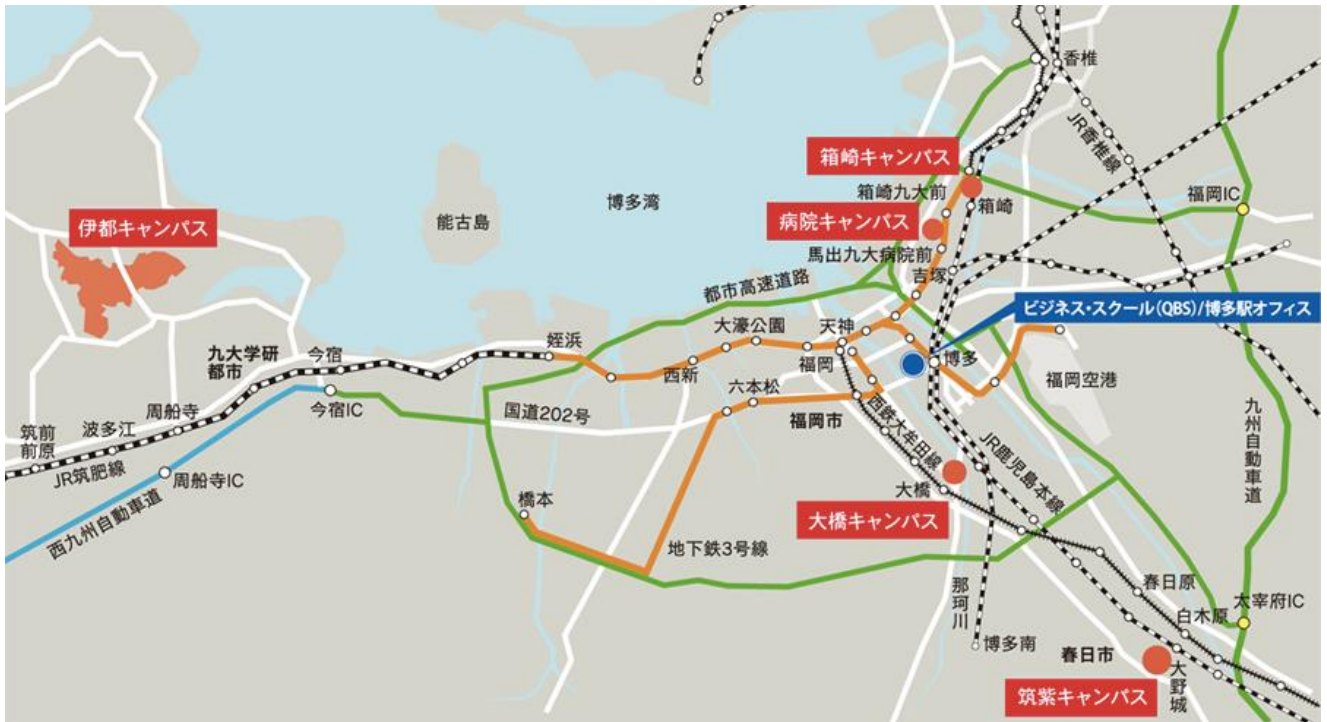 香椎
JR香椎線
箱崎キャンパス
箱崎九大前
箱崎
福岡IC
病院キャンパス
馬出九大病院前
吉塚
伊都キャンパス
能古島
博多湾
都市高速道路
ビジネス・スクール(QBS)/博多駅オフィス
大濠公園
天神
姪浜
西新
福岡
博多
福岡空港
九大学研
都市
今宿
今宿IC
六本松
国道202号
福岡市
西鉄大牟田線
九州自動車道
周船寺
波多江
筑前
前原
JR筑肥線
周船寺IC
西九州自動車道
JR鹿児島本線
大橋
大橋キャンパス
橋本
地下鉄3号線
那珂川
博多南
春日原
白木原
太宰府IC
春日市
大野城
筑紫キャンパス